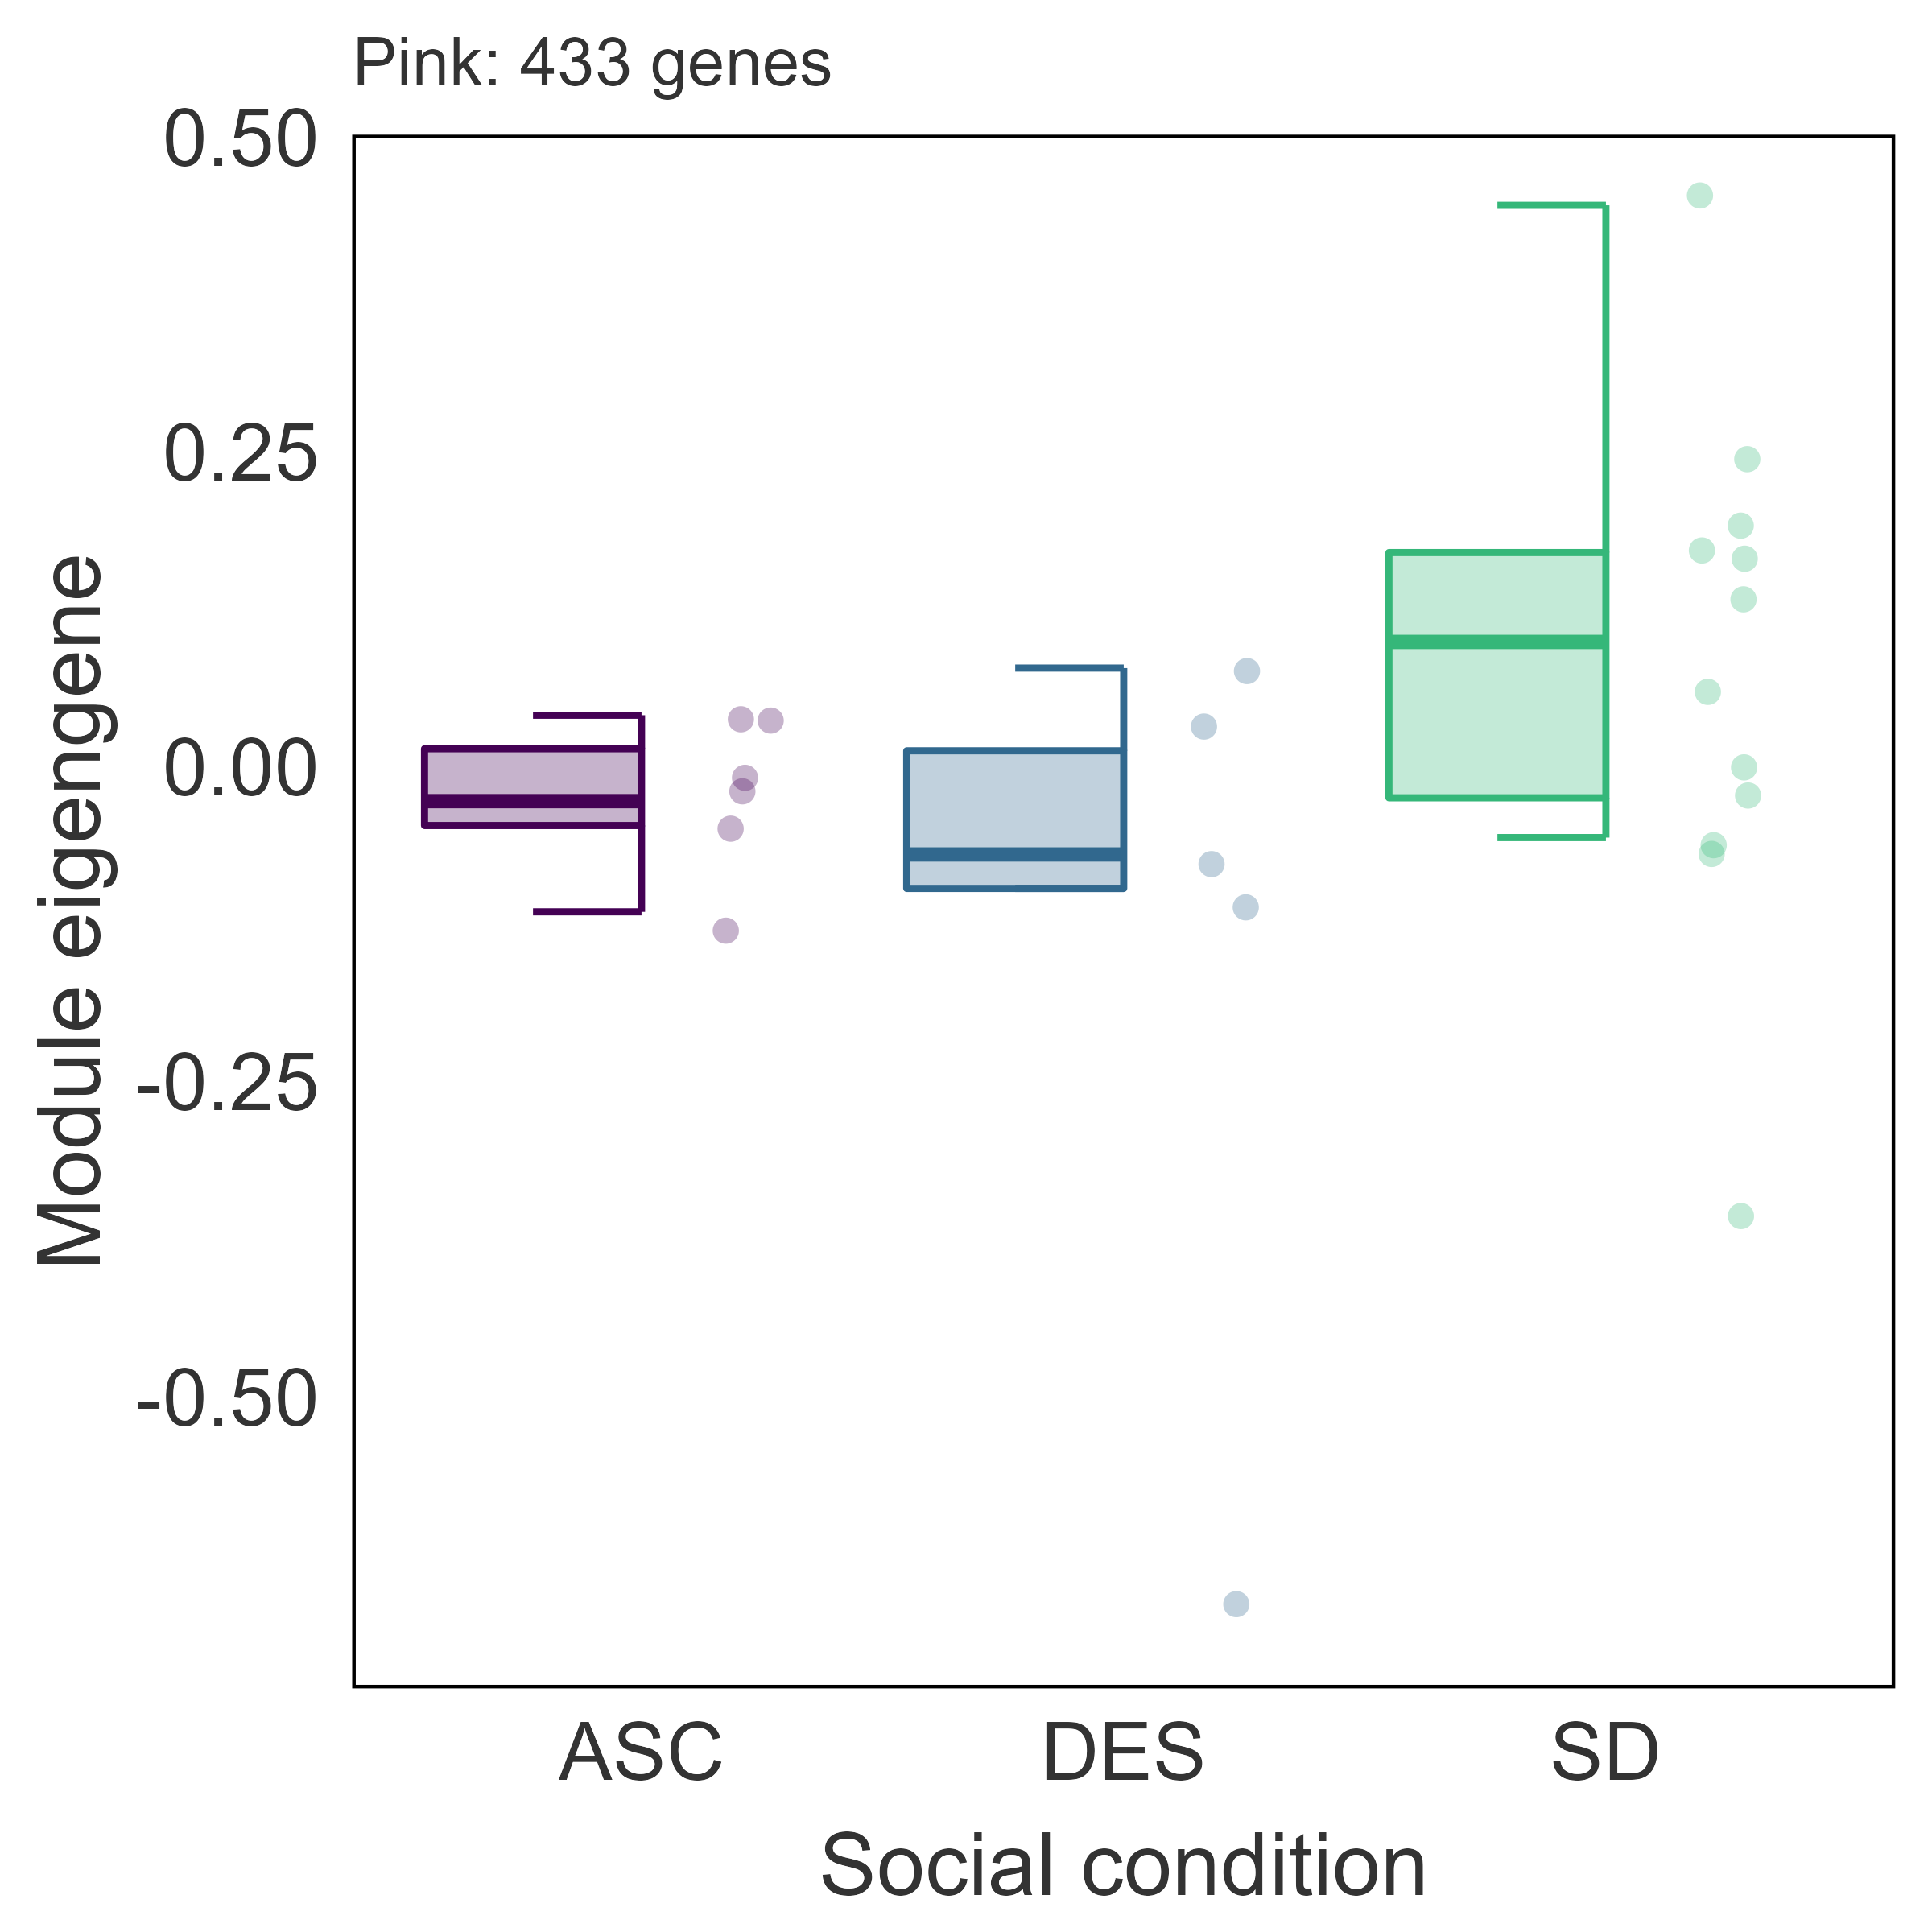 Pink: 433 genes
0.50
0.25
0.00
-0.25
-0.50
Module eigengene
ASC DES SD
Social condition